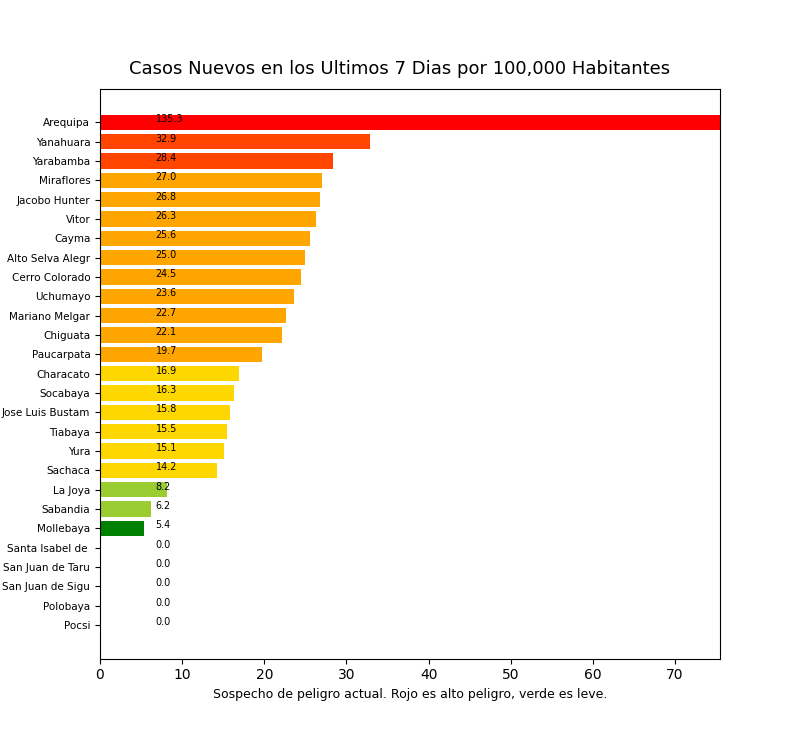 Casos Nuevos en los Ultimos 7 Dias por 100,000 Habitantes
Arequipa 135.3
Yanahuara 32.9
Yarabamba 28.4
Miraflores 27.0
Jacobo Hunter 26.8
Vitor 26.3
Cayma 25.6
Alto Selva Alegr 25.0
Cerro Colorado 24.5
Uchumayo 23.6
Mariano Melgar 22.7
Chiguata 22.1
Paucarpata 19.7
Characato 16.9
Socabaya 16.3
Jose Luis Bustam 15.8
Tiabaya 15.5
Yura 15.1
Sachaca 14.2
La Joya 8.2
Sabandia 6.2
Mollebaya 5.4
Santa Isabel de 0.0
San Juan de Taru 0.0
San Juan de Sigu 0.0
Polobaya 0.0
Pocsi 0.0
0 10 20 30 40 50 60 70
Sospecho de peligro actual. Rojo es alto peligro, verde es leve.